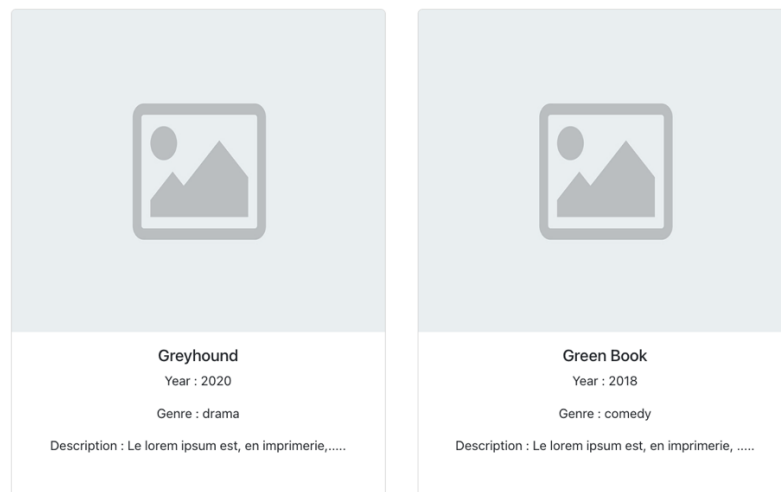 Greyhound
Year : 2020
Genre : drama
Description : Le lorem ipsum est, en imprimerie,.....
Green Book
Year : 2018
Genre : comedy
Description : Le lorem ipsum est, en imprimerie, .....